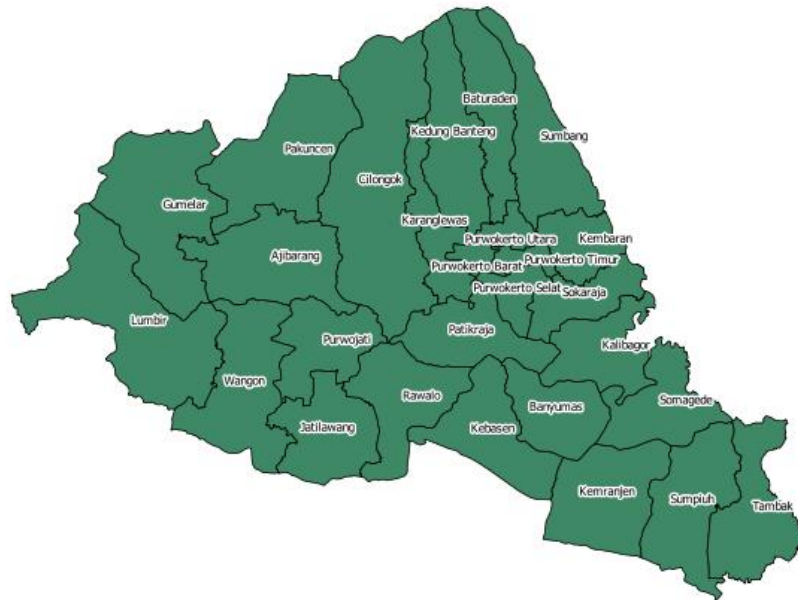 Baturaden
Kedung Banteng
Sumbang
Pakuncen
Cilongok
Gumelar
Karanglewas
Purwokerto Utara
Kembaran
Ajibarang
Purwokerto Barat
Purwokerto Timur
Purwokerto Selat
Sokaraja
Lumbir
Patikraja
Purwojati
Kalibagor
Wangon
Rawalo
Somagede
Banyumas
Jatilawang
Kebasen
Kemranjen
Sumpiuh
Tambak